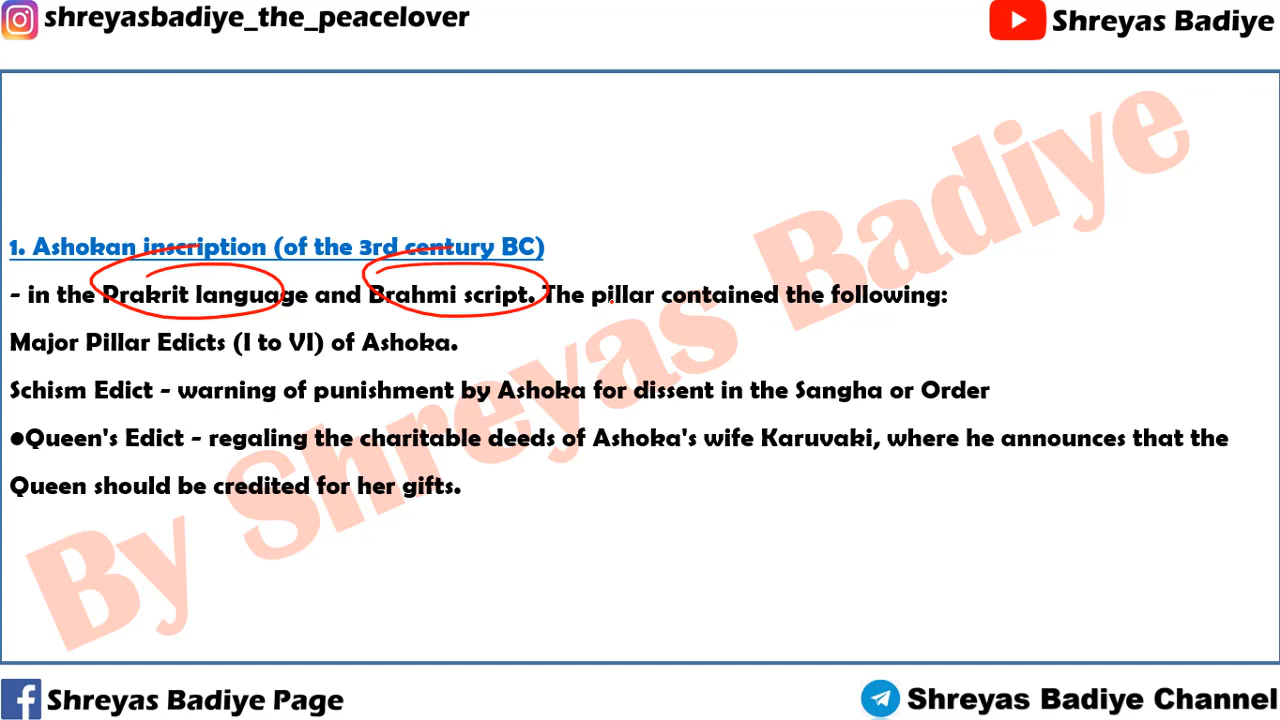 shreyasbadiye_the_peacelover
Shreyas Badiye
1. Ashokan inscription (of the 3rd century BC)
- in the Prakrit language and Brahmi script. The pillar contained the following:
Major Pillar Edicts (I to VI) of Ashoka.
Schism Edict - warning of punishment by Ashoka for dissent in the Sangha or Order
●Queen's Edict - regaling the charitable deeds of Ashoka's wife Karuvaki, where he announces that the
Queen should be credited for her gifts.
By Shreyas Badiye
Shreyas Badiye Page
Shreyas Badiye Channel